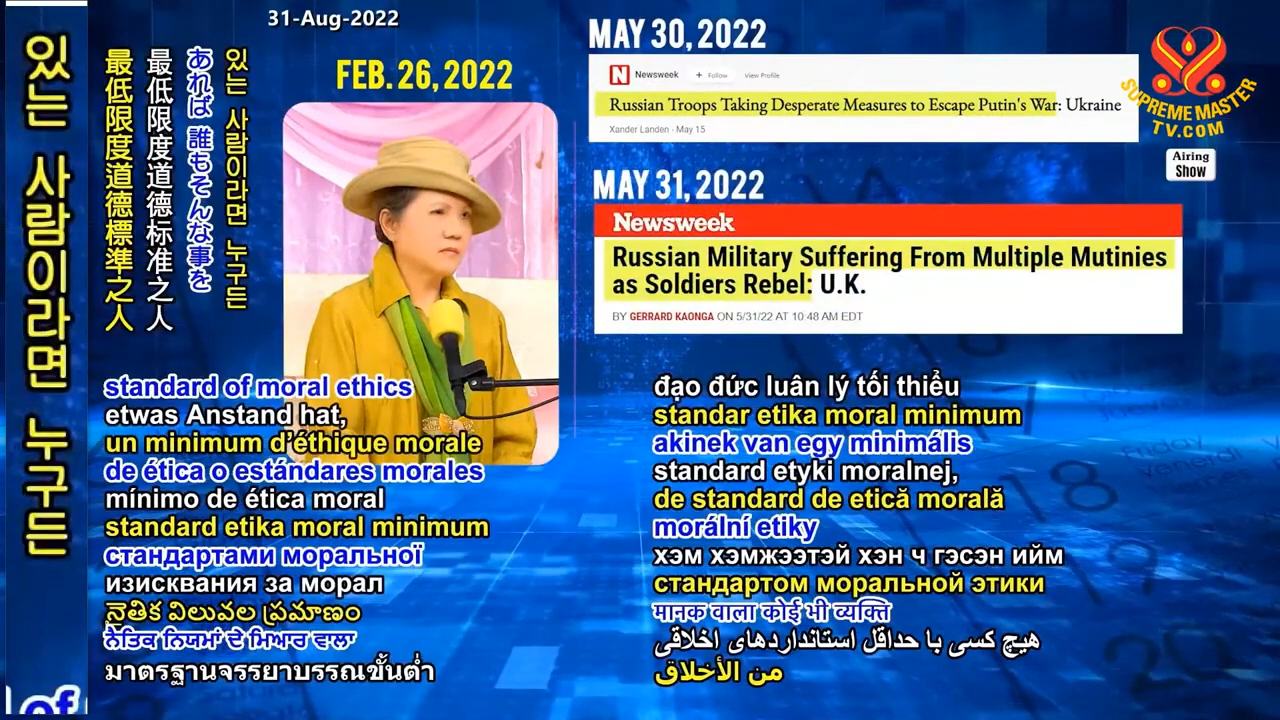 31-Aug-2022
있는 사람이라면 누구든
最低限度道德標準之人
最低限度道德标准之人
あれば 誰もそんな事を
있는 사람이라면 누구든
FEB. 26, 2022
MAY 30, 2022
Newsweek
+ Follow
View Profile
Russian Troops Taking Desperate Measures to Escape Putin's War: Ukraine
Xander Landen · May 15
SUPREME MASTER
TV.COM
Airing
Show
MAY 31, 2022
Newsweek
Russian Military Suffering From Multiple Mutinies
as Soldiers Rebel: U.K.
BY GERRARD KAONGA ON 5/31/22 AT 10:48 AM EDT
standard of moral ethics
etwas Anstand hat,
un minimum d'éthique morale
de ética o estándares morales
mínimo de ética moral
standard etika moral minimum
стандартами моральної
изисквания за морал
నైతిక విలువల ప్రమాణం
ਨੈਤਿਕ ਨਿਯਮਾਂ ਦੇ ਮਿਆਰ ਵਾਲਾ
มาตรฐานจรรยาบรรณขั้นต่ำ
đạo đức luân lý tối thiểu
standar etika moral minimum
akinek van egy minimális
standard etyki moralnej,
de standard de etică morală
morální etiky
хэм хэмжээтэй хэн ч гэсэн ийм
стандартом моральной этики
मानक वाला कोई भी व्यक्ति
هیچ کسی با حداقل استانداردهای اخلاقی
من الأخلاق
of